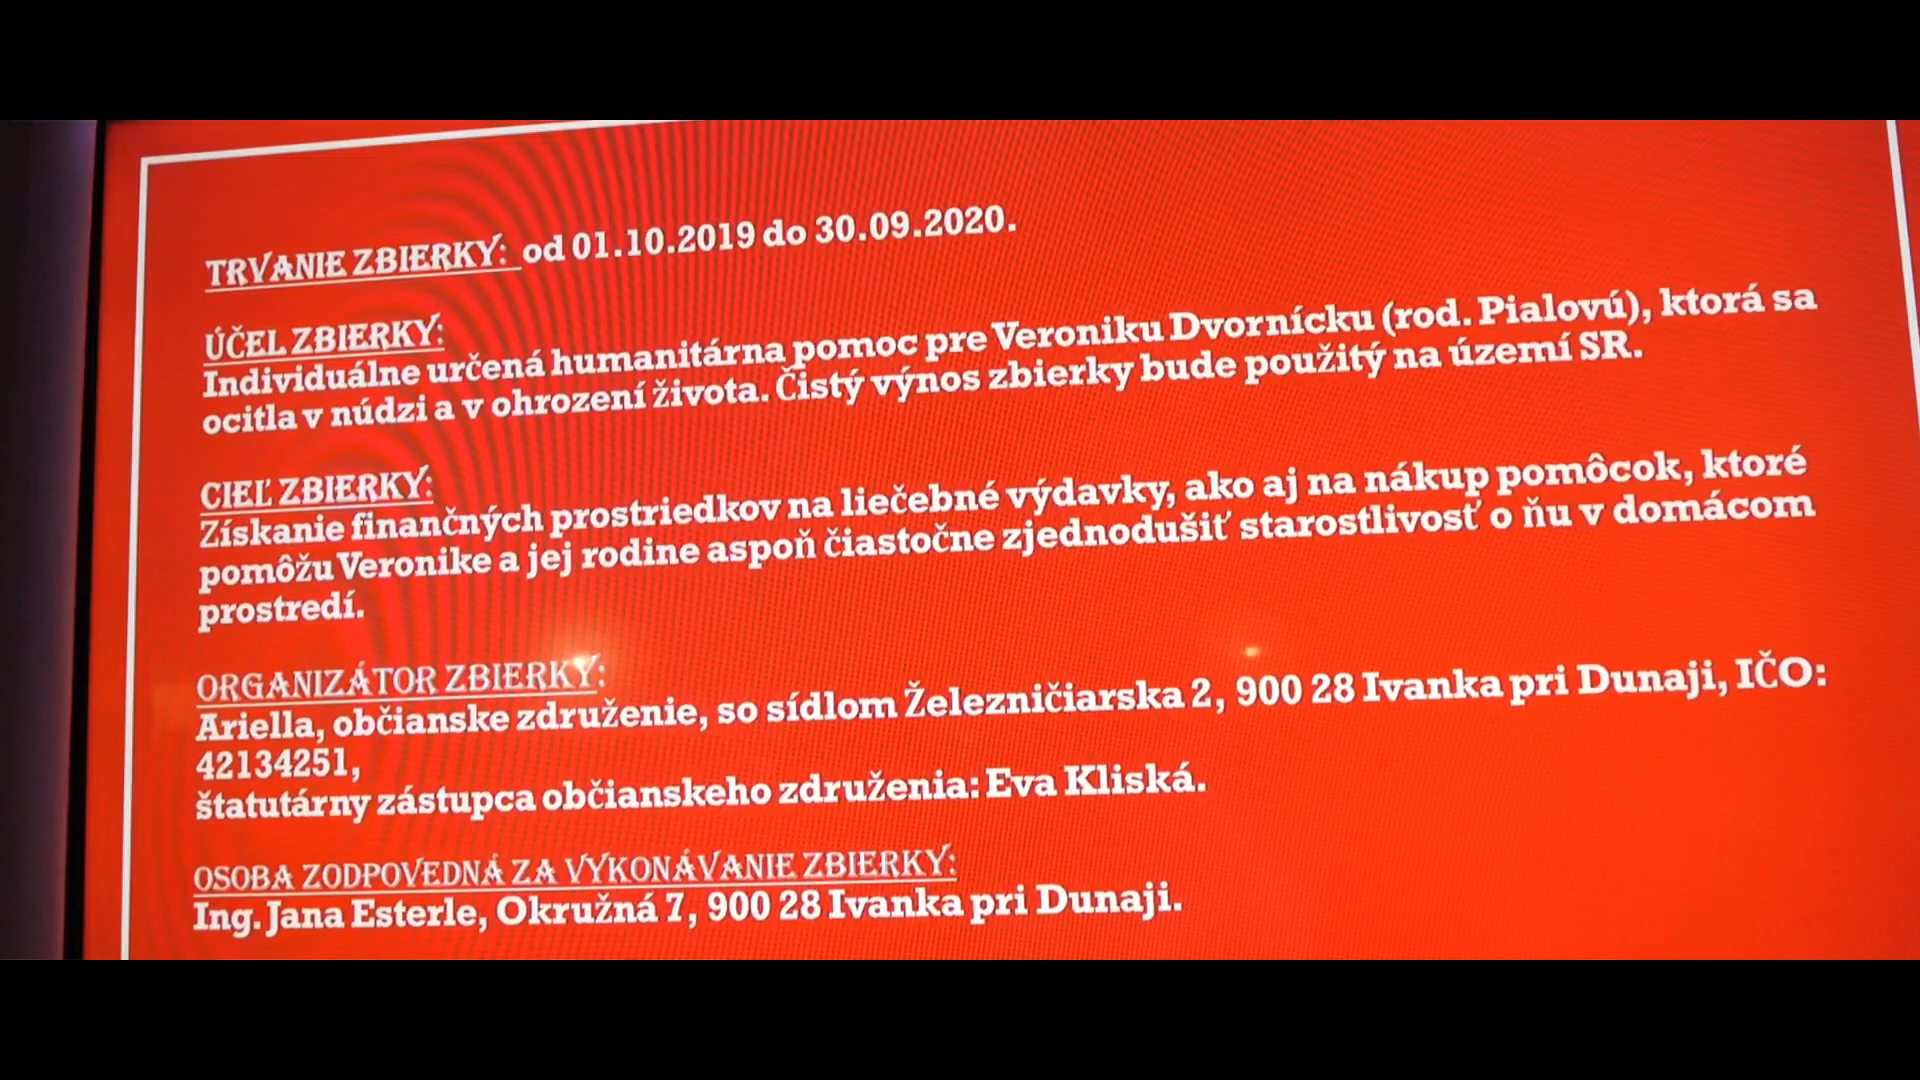 TRVANIE ZBIERKY: od 01.10.2019 do 30.09.2020.
ÚČEL ZBIERKY:
Individuálne určená humanitárna pomoc pre Veroniku Dvornícku (rod. Pialovú), ktorá sa
ocitla v núdzi a v ohrození života. Čistý výnos zbierky bude použitý na území SR.
CIEĽ ZBIERKY:
Získanie finančných prostriedkov na liečebné výdavky, ako aj na nákup pomôcok, ktoré
pomôžu Veronike a jej rodine aspoň čiastočne zjednodušiť starostlivosť o ňu v domácom
prostredí.
ORGANIZÁTOR ZBIERKY:
Ariella, občianske združenie, so sídlom Železničiarska 2, 900 28 Ivanka pri Dunaji, IČO:
42134251,
štatutárny zástupca občianskeho združenia: Eva Kliská.
OSOBA ZODPOVEDNÁ ZA VYKONÁVANIE ZBIERKY:
Ing. Jana Esterle, Okružná 7, 900 28 Ivanka pri Dunaji.